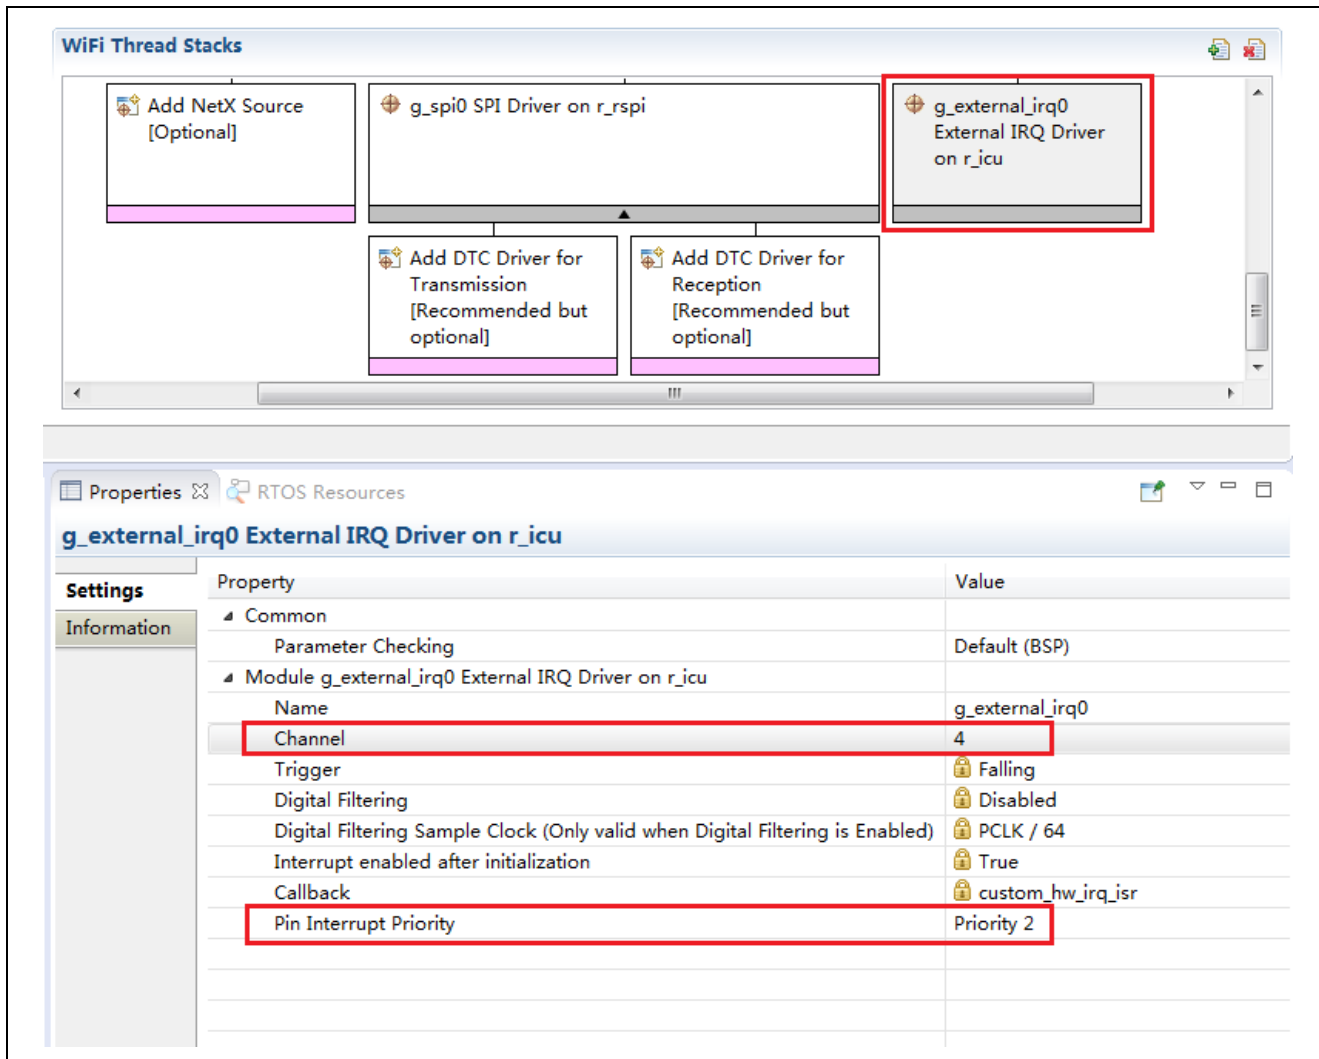 WiFi Thread Stacks
Add NetX Source
[Optional]
g_spi0 SPI Driver on r_rspi
g_external_irq0
External IRQ Driver
on r_icu
Add DTC Driver for
Transmission
[Recommended but
optional]
Add DTC Driver for
Reception
[Recommended but
optional]
Properties
RTOS Resources
g_external_irq0 External IRQ Driver on r_icu
Settings
Information
Property Value
Common
Parameter Checking Default (BSP)
Module g_external_irq0 External IRQ Driver on r_icu
Name g_external_irq0
Channel 4
Trigger Falling
Digital Filtering Disabled
Digital Filtering Sample Clock (Only valid when Digital Filtering is Enabled) PCLK / 64
Interrupt enabled after initialization True
Callback custom_hw_irq_isr
Pin Interrupt Priority Priority 2